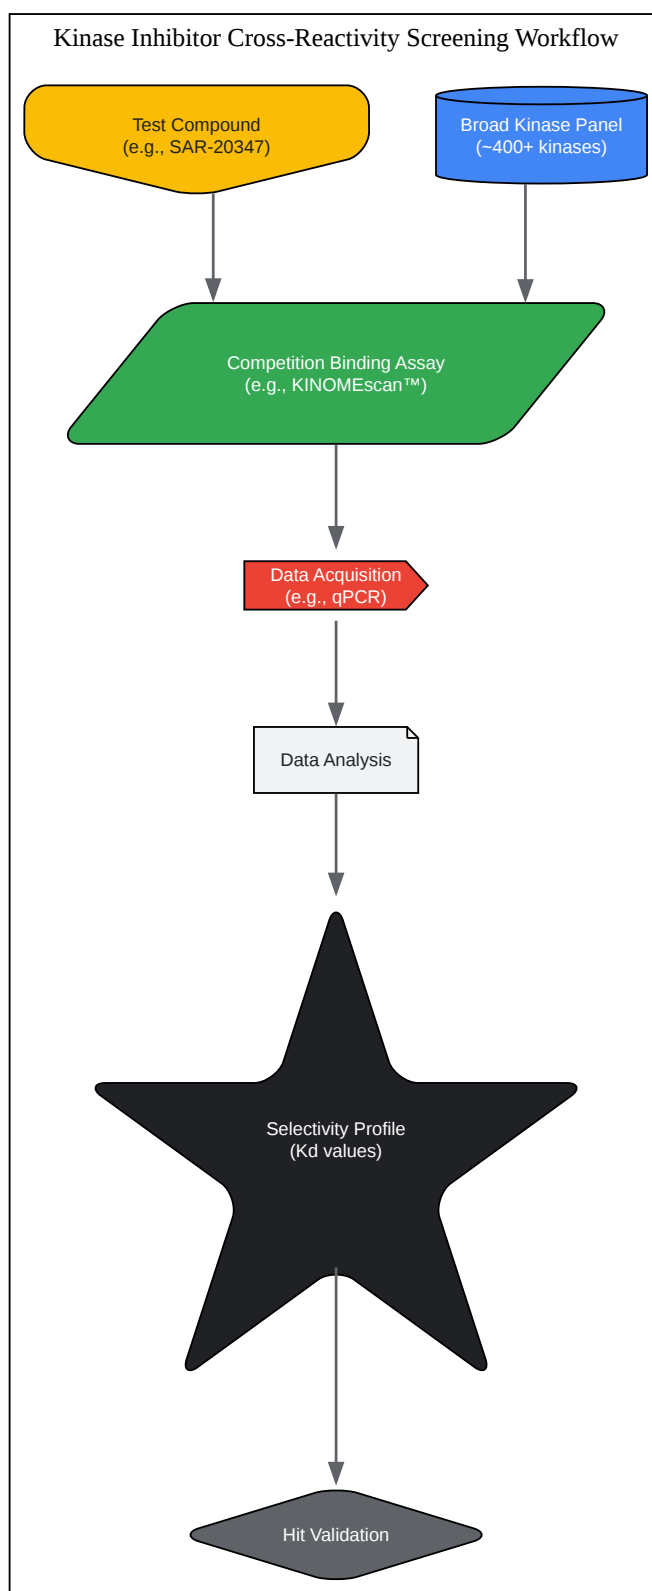 Kinase Inhibitor Cross-Reactivity Screening Workflow
Test Compound
(e.g., SAR-20347)
Broad Kinase Panel
(~400+ kinases)
Competition Binding Assay
(e.g., KINOMEscan™)
Data Acquisition
(e.g., qPCR)
Data Analysis
Selectivity Profile
(Kd values)
Hit Validation